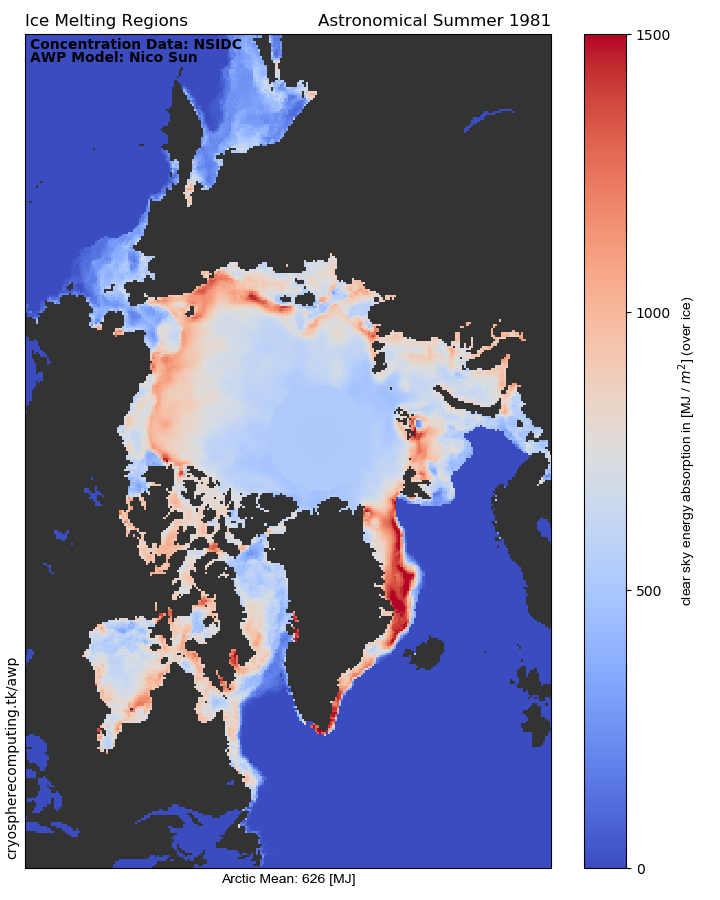 Ice Melting Regions
Astronomical Summer 1981
Concentration Data: NSIDC
AWP Model: Nico Sun
1500
1000
500
0
clear sky energy absorption in [MJ / m²] (over ice)
cryospherecomputing.tk/awp
Arctic Mean: 626 [MJ]